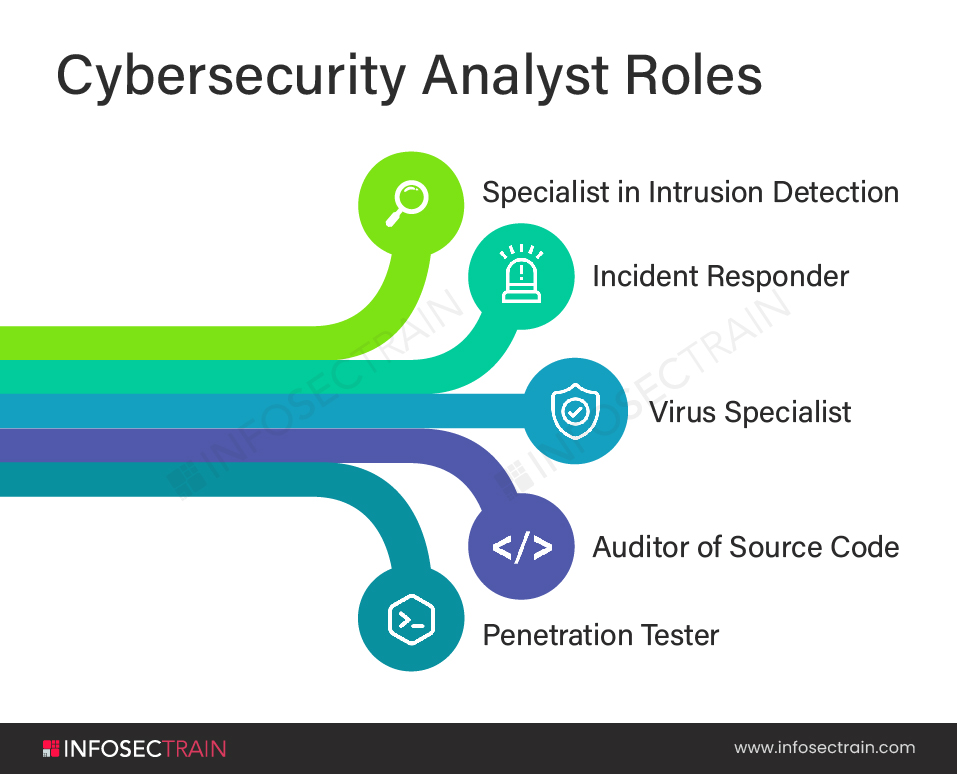 Cybersecurity Analyst Roles
Specialist in Intrusion Detection
Incident Responder
INFOSECTRAIN
INFOSECTRAIN
Virus Specialist
</>
Auditor of Source Code
Penetration Tester
INFOSECTRAIN
www.infosectrain.com